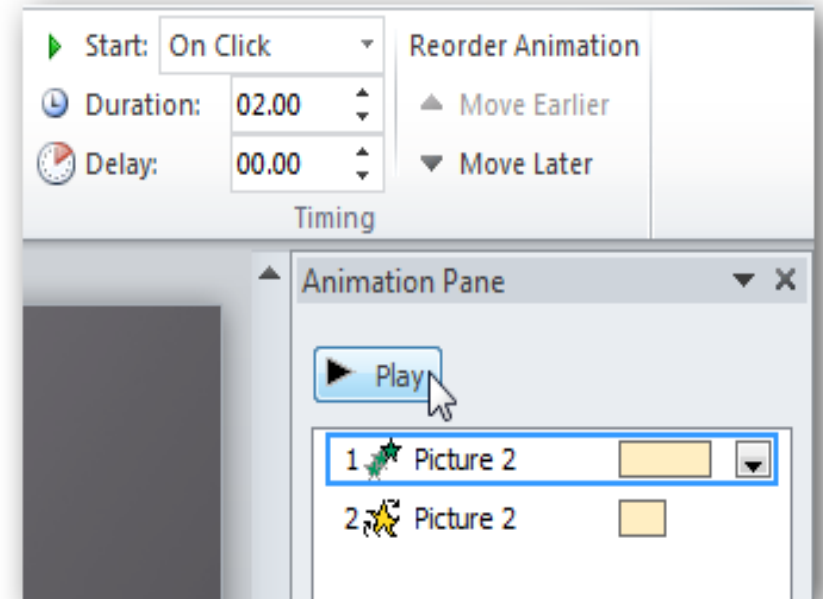 Start: On Click
Reorder Animation
Duration: 02.00
Move Earlier
Delay: 00.00
Move Later
Timing
Animation Pane
Play
1 Picture 2
2 Picture 2